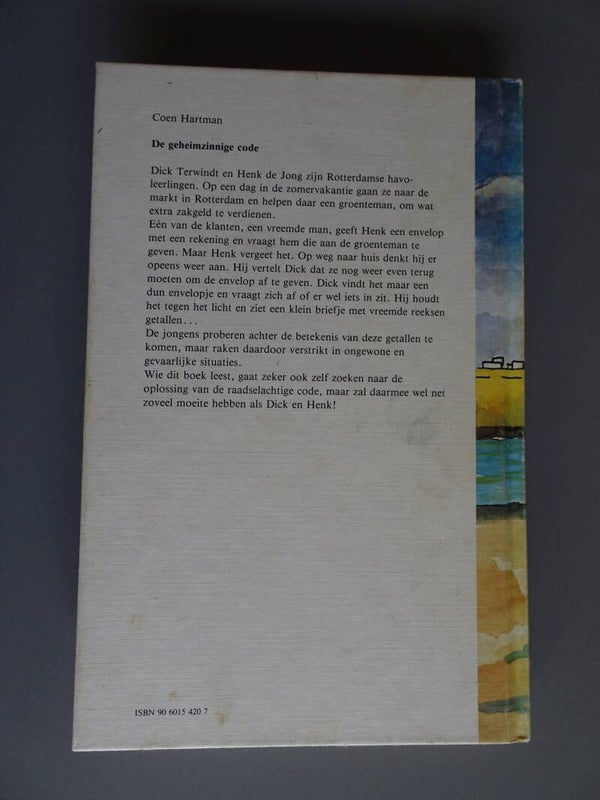 Coen Hartman
De geheimzinnige code
Dick Terwindt en Henk de Jong zijn Rotterdamse havo-
leerlingen. Op een dag in de zomervakantie gaan ze naar de
markt in Rotterdam en helpen daar een groenteman, om wat
extra zakgeld te verdienen.
Eén van de klanten, een vreemde man, geeft Henk een envelop
met een rekening en vraagt hem die aan de groenteman te
geven. Maar Henk vergeet het. Op weg naar huis denkt hij er
opeens weer aan. Hij vertelt Dick dat ze nog weer even terug
moeten om de envelop af te geven. Dick vindt het maar een
dun envelopje en vraagt zich af of er wel iets in zit. Hij houdt
het tegen het licht en ziet een klein briefje met vreemde reeksen
getallen...
De jongens proberen achter de betekenis van deze getallen te
komen, maar raken daardoor verstrikt in ongewone en
gevaarlijke situaties.
Wie dit boek leest, gaat zeker ook zelf zoeken naar de
oplossing van de raadselachtige code, maar zal daarmee wel net
zoveel moeite hebben als Dick en Henk!
ISBN 90 6015 420 7